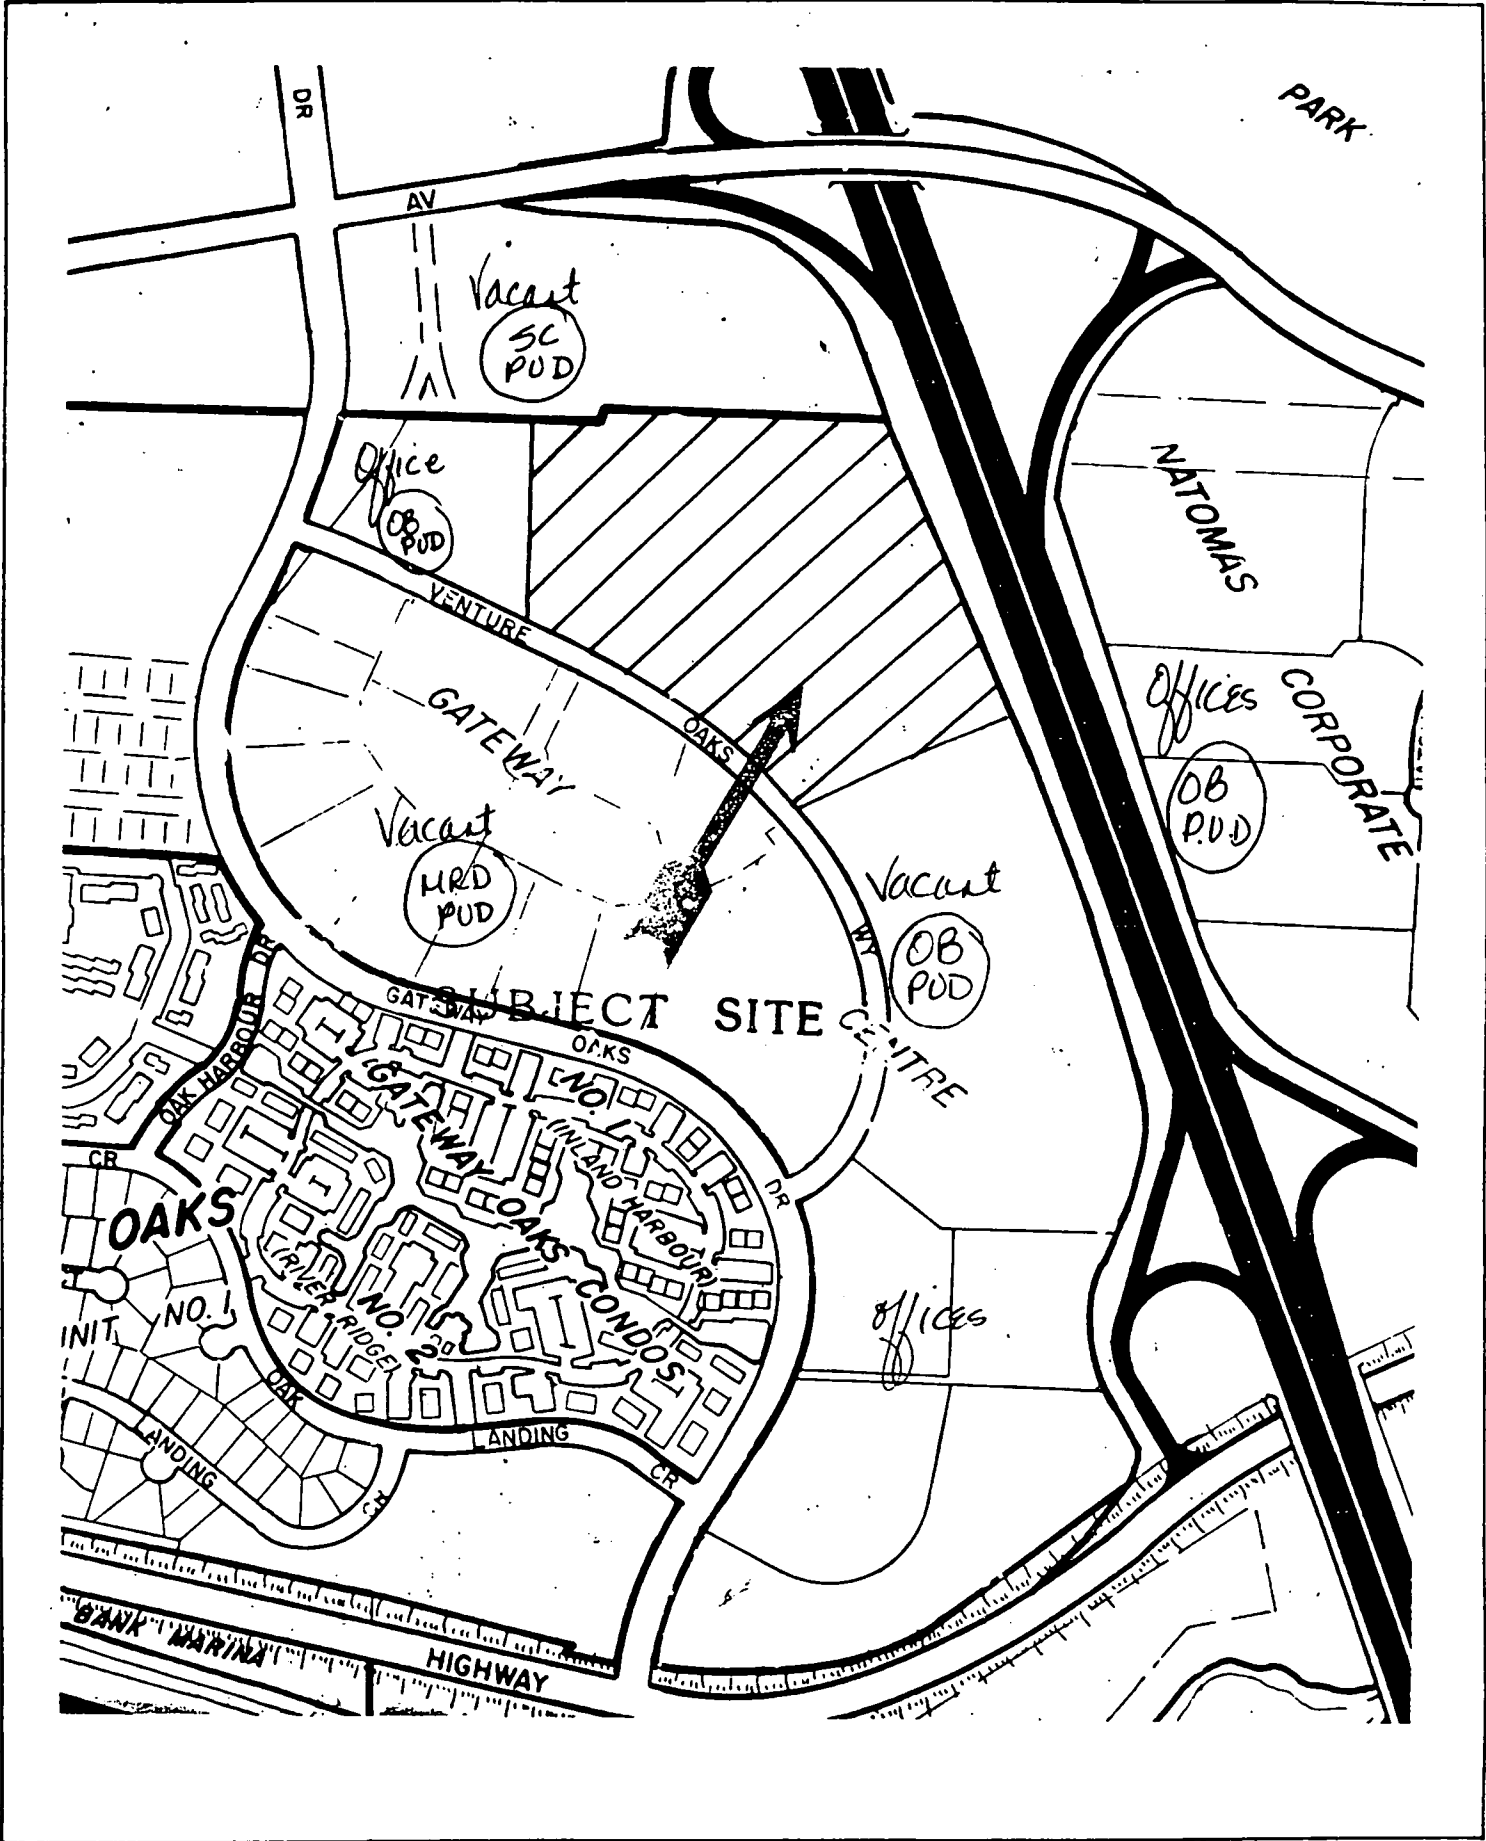 DR
PARK
AV
Vacant
SC
PUD
Office
OB
PUD
NATOMAS
VENTURE
OAKS
WY
GATEWAY
Offices
CORPORATE
OB
P.U.D
Vacant
MRD
PUD
Vacant
OB
PUD
SUBJECT SITE
CENTRE
GATEWAY
OAKS
DR
OAK HARBOUR DR
CR
OAKS
NO. 1
(INLAND HARBOUR)
GATEWAY OAKS CONDOS
NO. 2
(RIVER RIDGE)
UNIT NO. 1
Offices
OAK
LANDING
CR
LANDING
CR
BANK MARINA
HIGHWAY